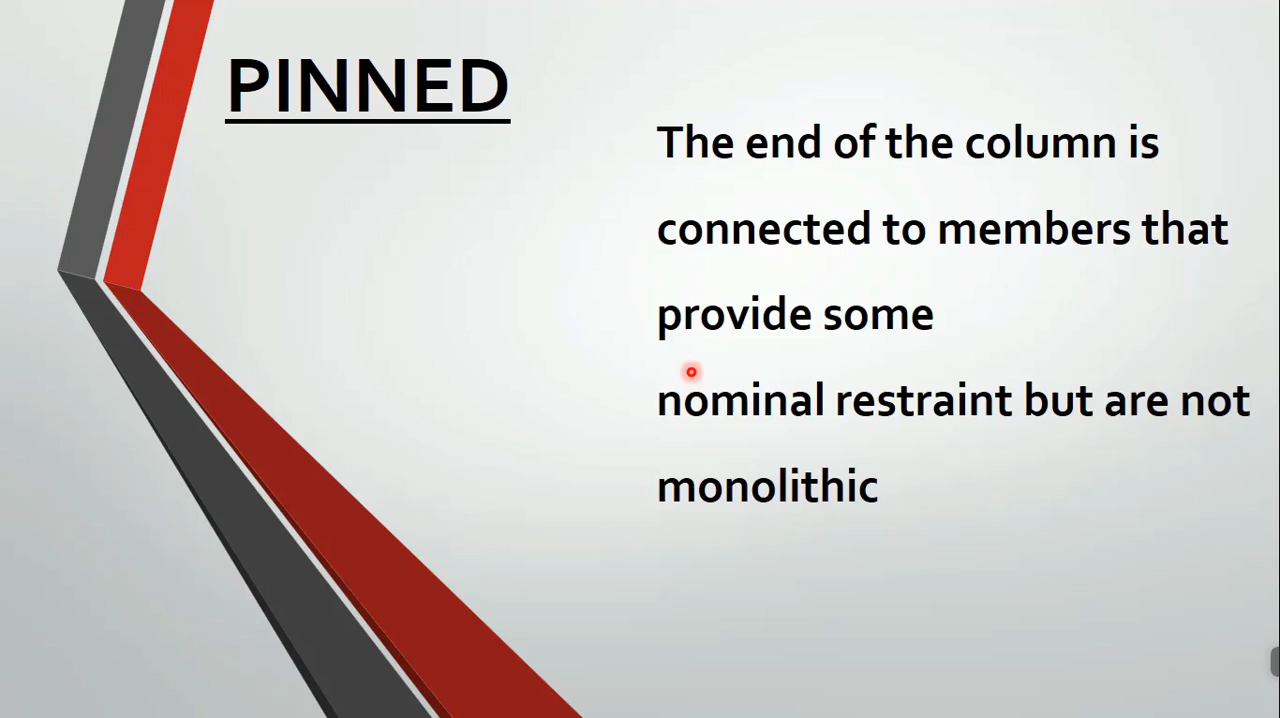 PINNED
The end of the column is
connected to members that
provide some
nominal restraint but are not
monolithic